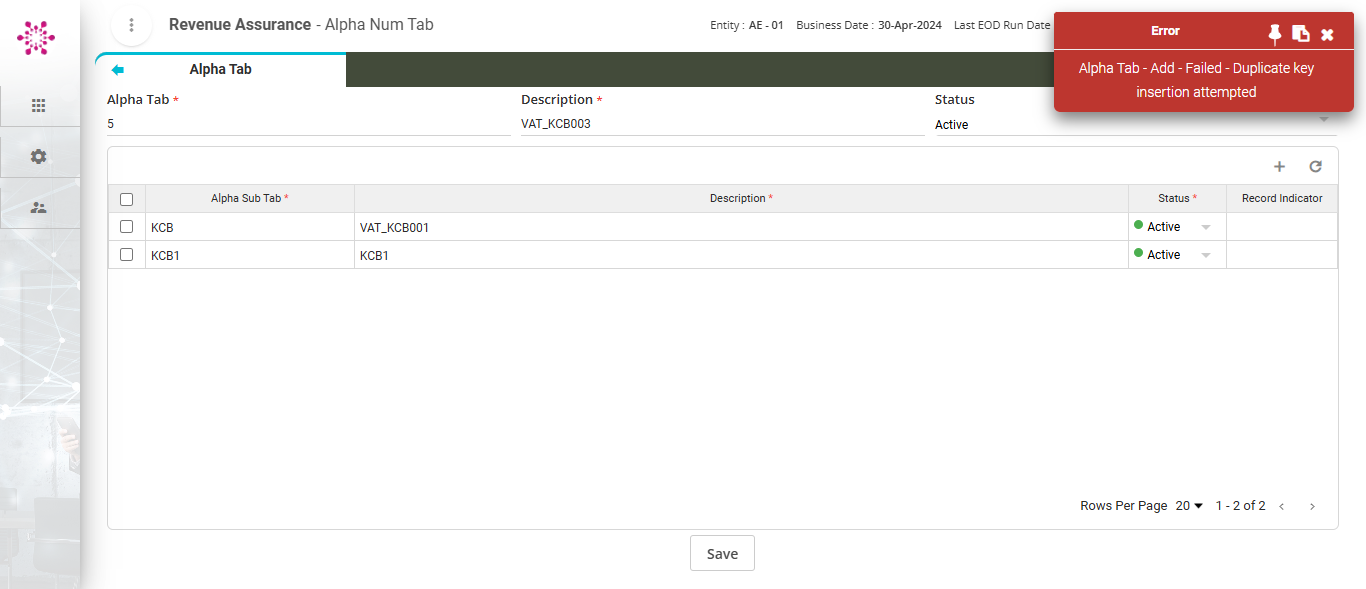 Revenue Assurance - Alpha Num Tab
Entity : AE - 01 Business Date : 30-Apr-2024 Last EOD Run Date
Error
Alpha Tab - Add - Failed - Duplicate key
insertion attempted
Alpha Tab
Alpha Tab * Description * Status
5 VAT_KCB003 Active
Alpha Sub Tab * Description * Status * Record Indicator
KCB VAT_KCB001 Active
KCB1 KCB1 Active
Rows Per Page 20 1 - 2 of 2
Save